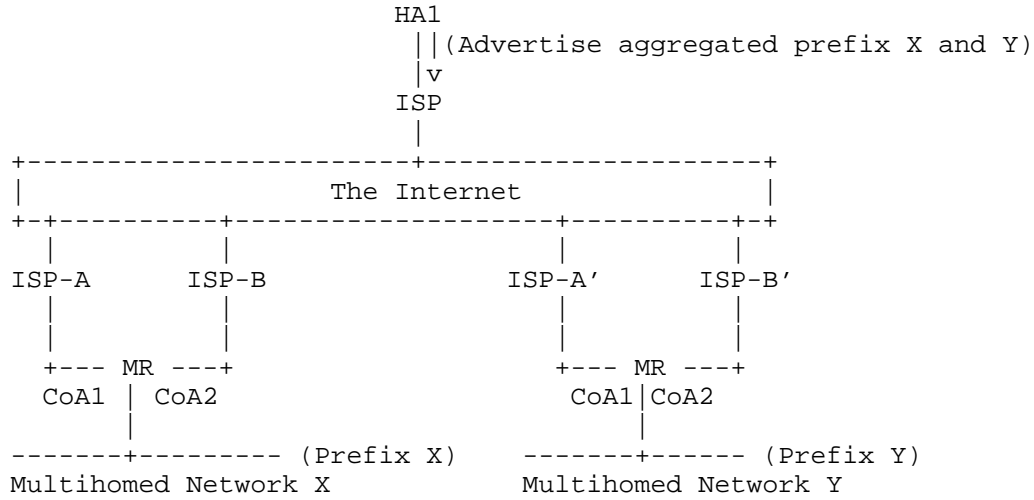 HA1
||(Advertise aggregated prefix X and Y)
|v
ISP
|
+------------------------+---------------------+
| The Internet |
+-+----------+---------------------+----------+-+
| | | |
ISP-A ISP-B ISP-A' ISP-B'
| | | |
| | | |
+--- MR ---+ +--- MR ---+
CoA1 | CoA2 CoA1|CoA2
| |
-------+--------- (Prefix X) -------+------ (Prefix Y)
Multihomed Network X Multihomed Network Y